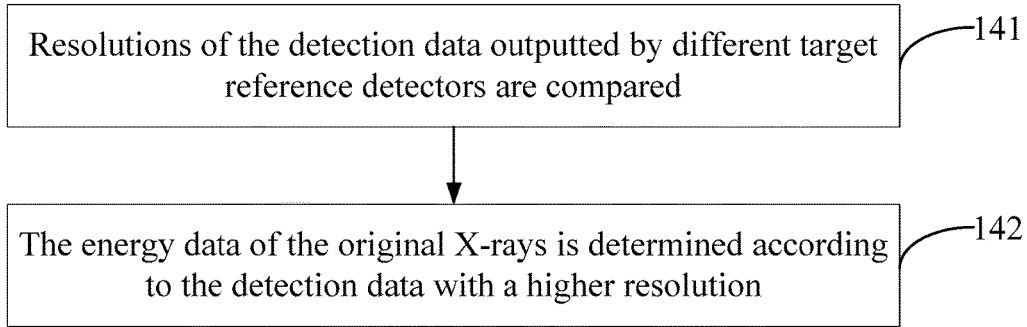 Resolutions of the detection data outputted by different target
reference detectors are compared
141
The energy data of the original X-rays is determined according
to the detection data with a higher resolution
142